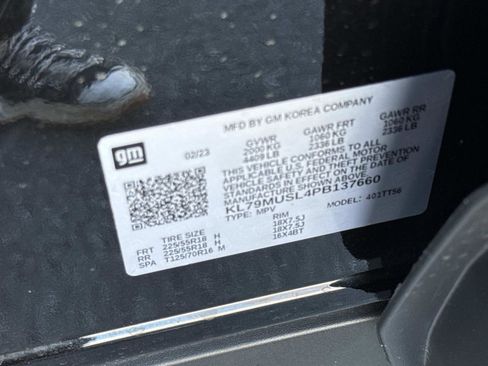 gm
MFD BY GM KOREA COMPANY
02/23 GVWR GAWR FRT GAWR RR
2000 KG 1060 KG 1060 KG
4409 LB 2336 LB 2336 LB
THIS VEHICLE CONFORMS TO ALL
APPLICABLE U.S. FEDERAL MOTOR
VEHICLE SAFETY AND THEFT PREVENTION
STANDARDS IN EFFECT ON THE DATE OF
MANUFACTURE SHOWN ABOVE.
KL79MUSL4PB137660
TYPE: MPV MODEL: 401TT56
TIRE SIZE RIM
FRT 225/55R18 H 18X7.5J
RR 225/55R18 H 18X7.5J
SPA T125/70R16 M 16X4BT